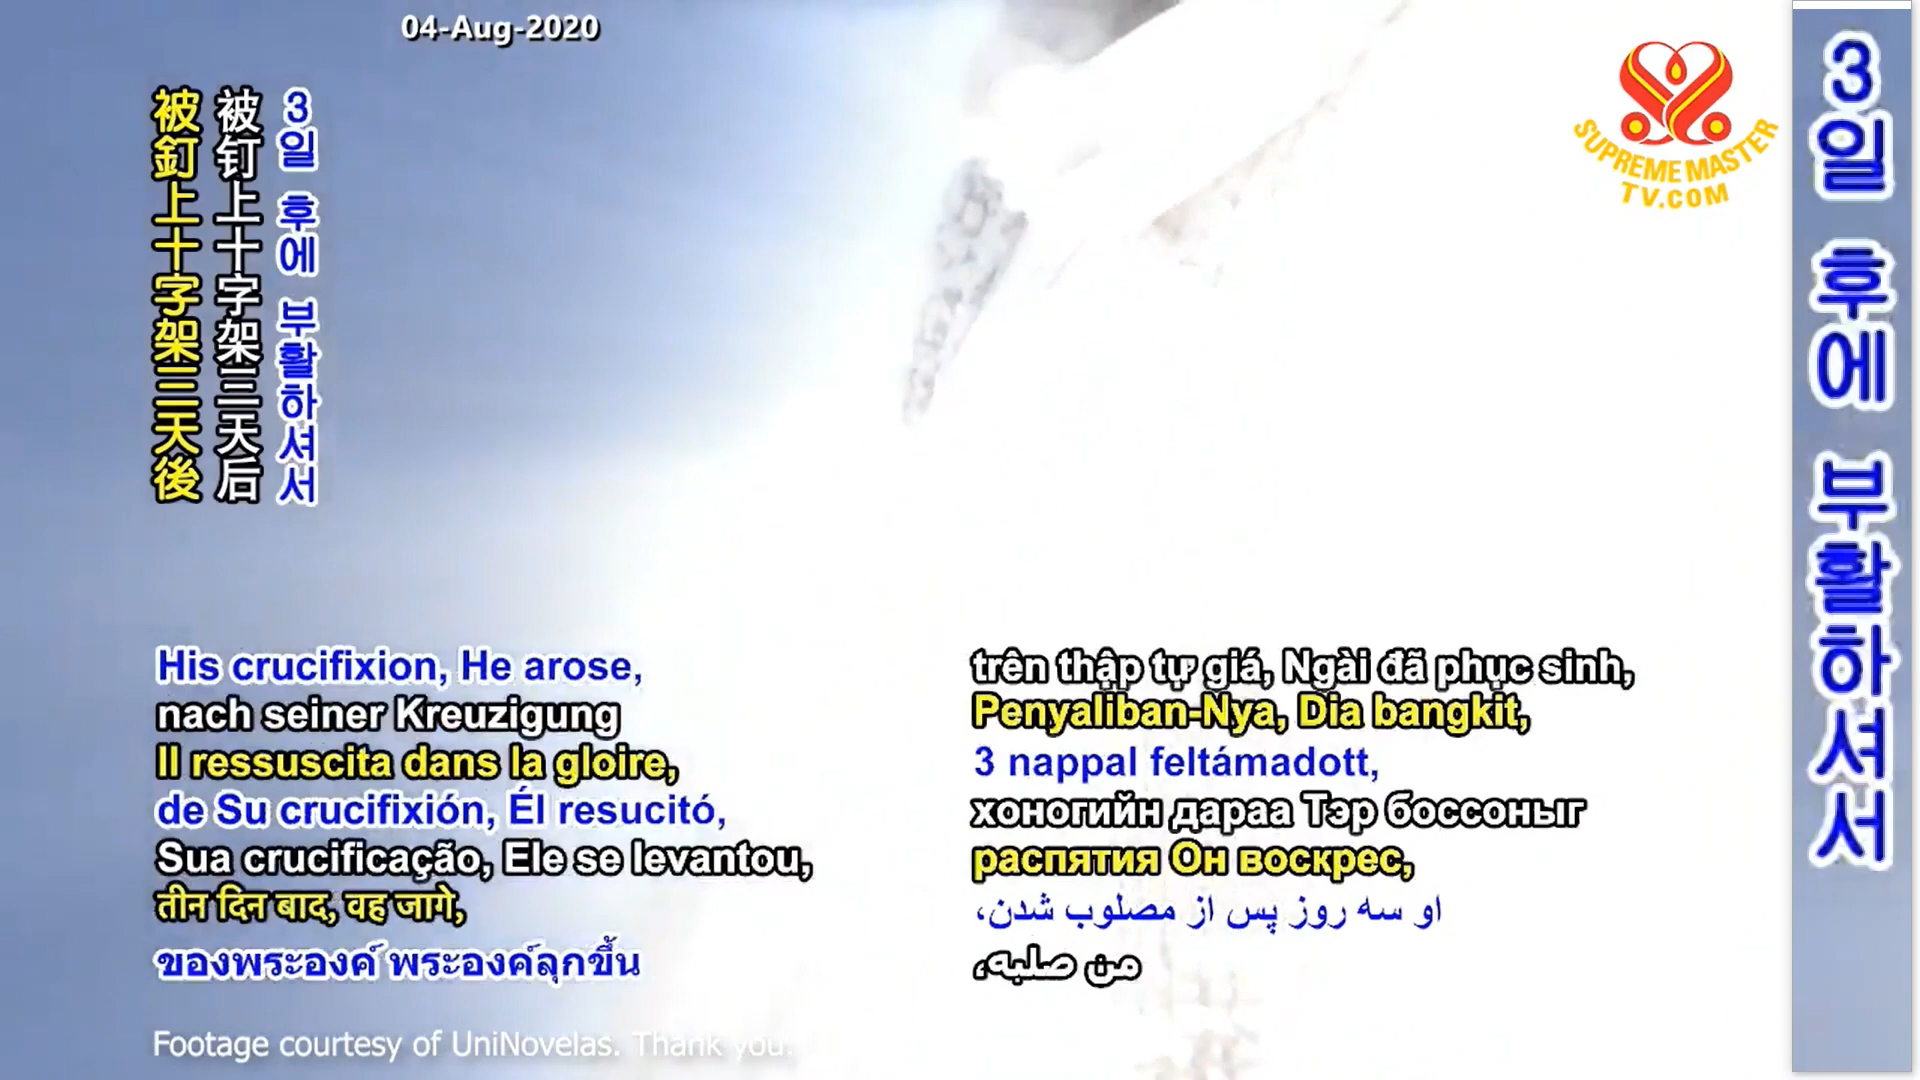 04-Aug-2020
被釘上十字架三天後
被钉上十字架三天后
3일 후에 부활하셔서
SUPREME MASTER
TV.COM
3일 후에 부활하셔서
His crucifixion, He arose,
nach seiner Kreuzigung
Il ressuscita dans la gloire,
de Su crucifixión, Él resucitó,
Sua crucificação, Ele se levantou,
तीन दिन बाद, वह जागे,
ของพระองค์ พระองค์ลุกขึ้น
trên thập tự giá, Ngài đã phục sinh,
Penyaliban-Nya, Dia bangkit,
3 nappal feltámadott,
хоногийн дараа Тэр боссоныг
распятия Он воскрес,
او سه روز پس از مصلوب شدن،
من صلبه،
Footage courtesy of UniNovelas. Thank you.